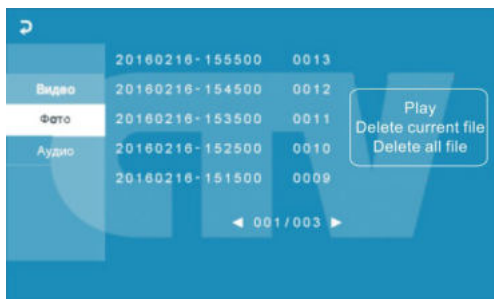 20160216-155500 0013
Видео
20160216-154500 0012
Фото
20160216-153500 0011
Аудио
20160216-152500 0010
20160216-151500 0009
Play
Delete current file
Delete all file
◀ 001/003 ▶
CTV